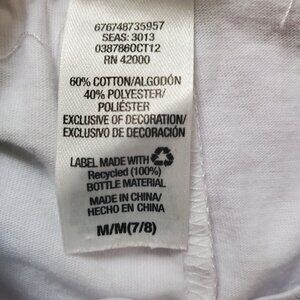 676748735957
SEAS: 3013
0387860CT12
RN 42000
60% COTTON/ALGODÓN
40% POLYESTER/
POLIÉSTER
EXCLUSIVE OF DECORATION/
EXCLUSIVO DE DECORACIÓN
LABEL MADE WITH
Recycled (100%)
BOTTLE MATERIAL
MADE IN CHINA/
HECHO EN CHINA
M/M(7/8)